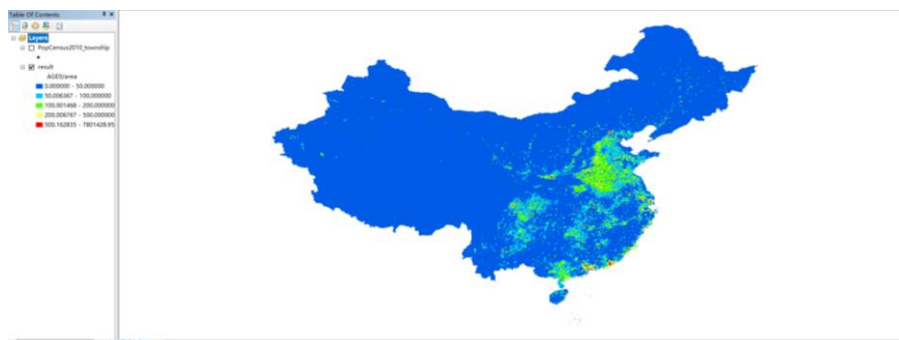 Table Of Contents
Layers
PopCensus2010_township
result
AGE0/area
0.000000 - 50.000000
50.006367 - 100.000000
100.001468 - 200.000000
200.006767 - 500.000000
500.162835 - 7801428.95